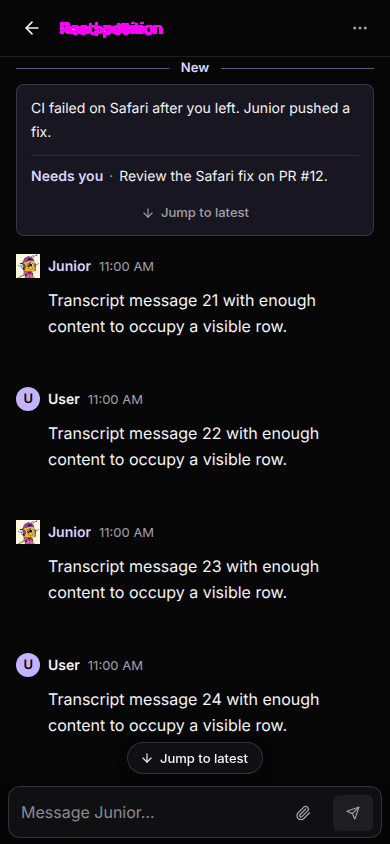 New
CI failed on Safari after you left. Junior pushed a
fix.
Needs you · Review the Safari fix on PR #12.
Jump to latest
Junior 11:00 AM
Transcript message 21 with enough
content to occupy a visible row.
U User 11:00 AM
Transcript message 22 with enough
content to occupy a visible row.
Junior 11:00 AM
Transcript message 23 with enough
content to occupy a visible row.
U User 11:00 AM
Transcript message 24 with enough
content to occupy a visible row.
Jump to latest
Message Junior...